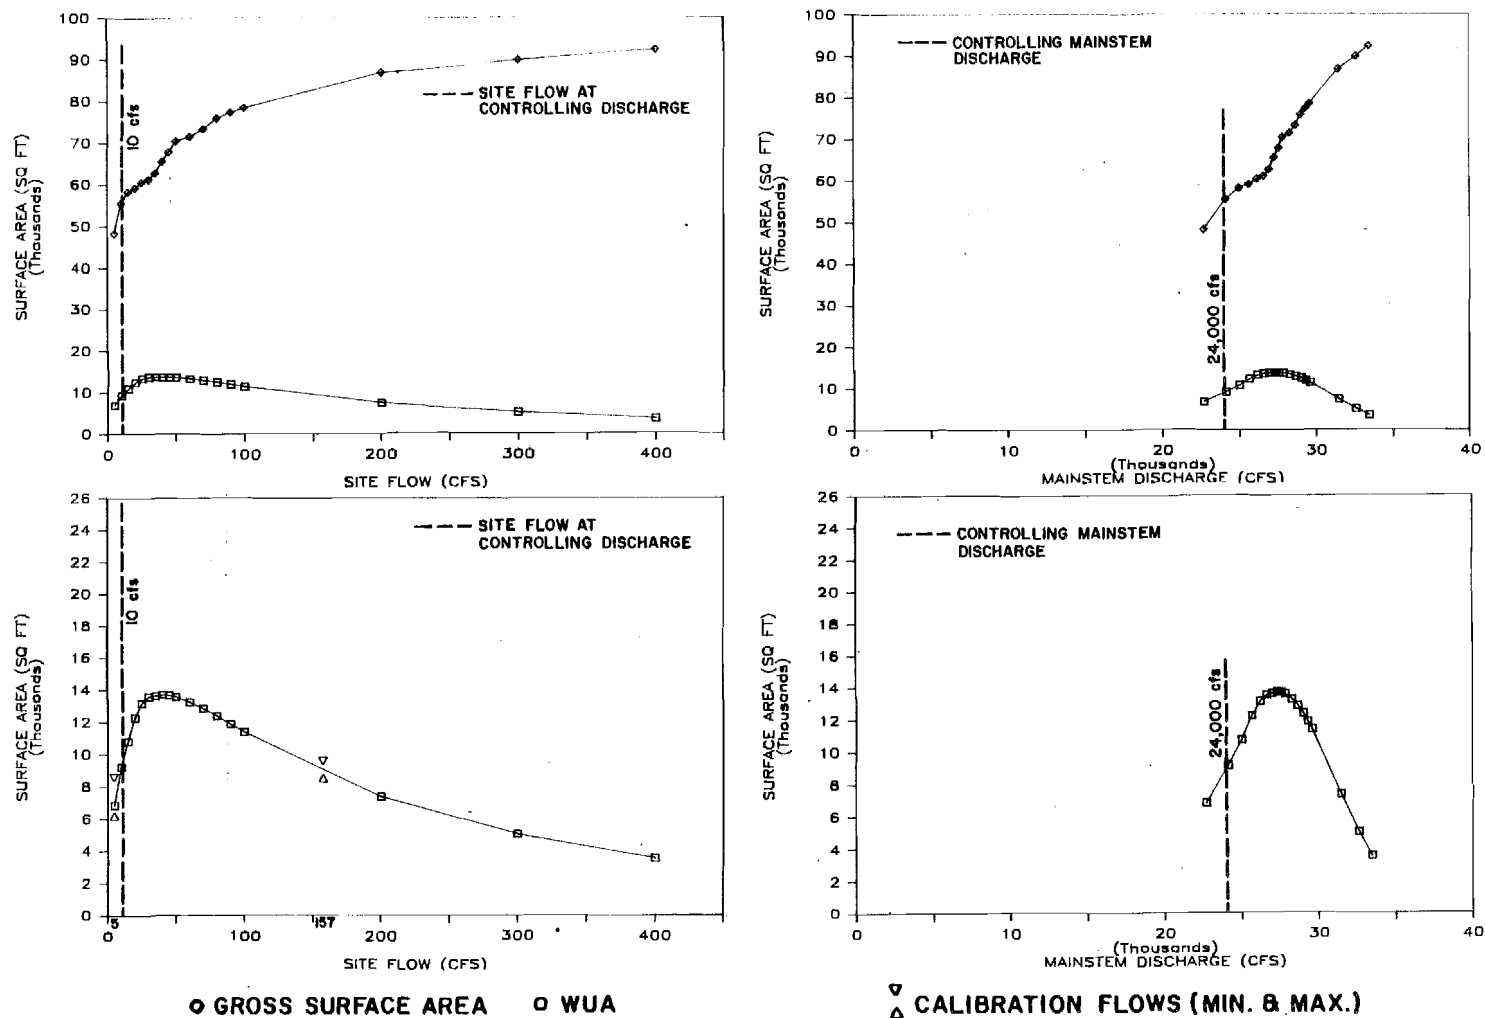 100
90
80
70
60
50
40
30
20
10
0
SURFACE AREA (SQ FT)
(Thousands)
10 cfs
SITE FLOW AT
CONTROLLING DISCHARGE
0
100
200
300
400
SITE FLOW (CFS)
100
90
80
70
60
50
40
30
20
10
0
SURFACE AREA (SQ FT)
(Thousands)
CONTROLLING MAINSTEM
DISCHARGE
24,000 cfs
0
10
20
30
40
(Thousands)
MAINSTEM DISCHARGE (CFS)
26
24
22
20
18
16
14
12
10
8
6
4
2
0
SURFACE AREA (SQ FT)
(Thousands)
10 cfs
SITE FLOW AT
CONTROLLING DISCHARGE
5
157
0
100
200
300
400
SITE FLOW (CFS)
26
24
22
20
18
16
14
12
10
8
6
4
2
0
SURFACE AREA (SQ FT)
(Thousands)
CONTROLLING MAINSTEM
DISCHARGE
24,000 cfs
0
10
20
30
40
(Thousands)
MAINSTEM DISCHARGE (CFS)
GROSS SURFACE AREA
WUA
CALIBRATION FLOWS (MIN. & MAX.)